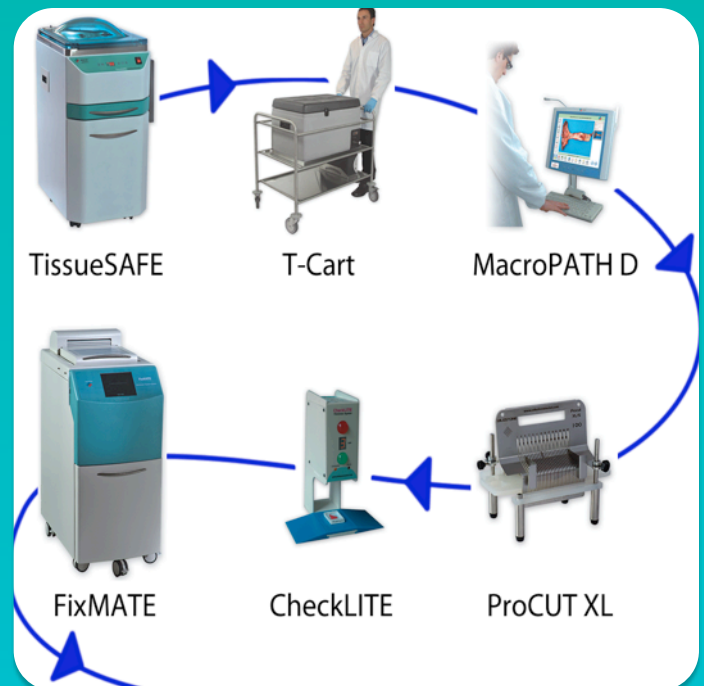 TissueSAFE
T-Cart
MacroPATH D
FixMATE
CheckLITE
ProCUT XL